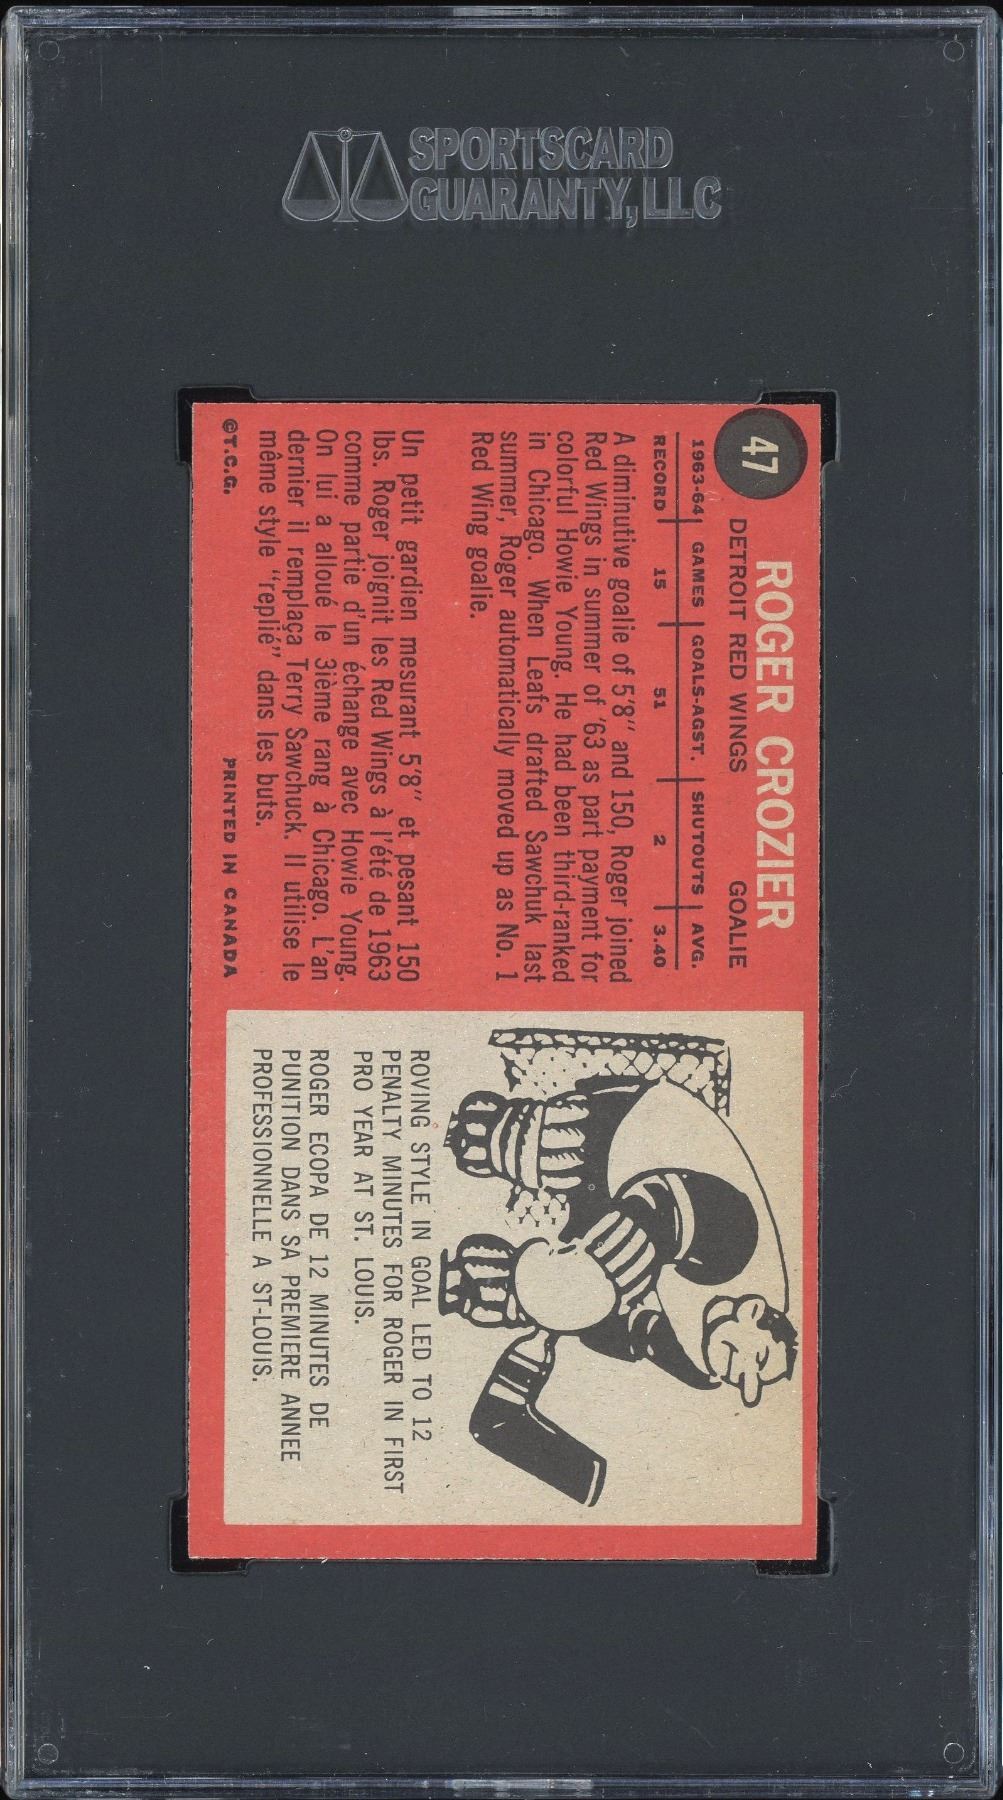 SPORTSCARD
GUARANTY, LLC
47
ROGER CROZIER
DETROIT RED WINGS GOALIE
1963-64 GAMES GOALS-AGST. SHUTOUTS AVG.
RECORD 15 51 2 3.40
A diminutive goalie of 5'8" and 150, Roger joined
Red Wings in summer of '63 as part payment for
colorful Howie Young. He had been third-ranked
in Chicago. When Leafs drafted Sawchuk last
summer, Roger automatically moved up as No. 1
Red Wing goalie.
Un petit gardien mesurant 5'8" et pesant 150
lbs. Roger joignit les Red Wings à l'été de 1963
comme partie d'un échange avec Howie Young.
On lui a alloué le 3ième rang à Chicago. L'an
dernier il remplaça Terry Sawchuck. Il utilise le
même style "replié" dans les buts.
©T.C.G. PRINTED IN CANADA
ROVING STYLE IN GOAL LED TO 12
PENALTY MINUTES FOR ROGER IN FIRST
PRO YEAR AT ST. LOUIS.
ROGER ECOPA DE 12 MINUTES DE
PUNITION DANS SA PREMIERE ANNEE
PROFESSIONNELLE A ST-LOUIS.